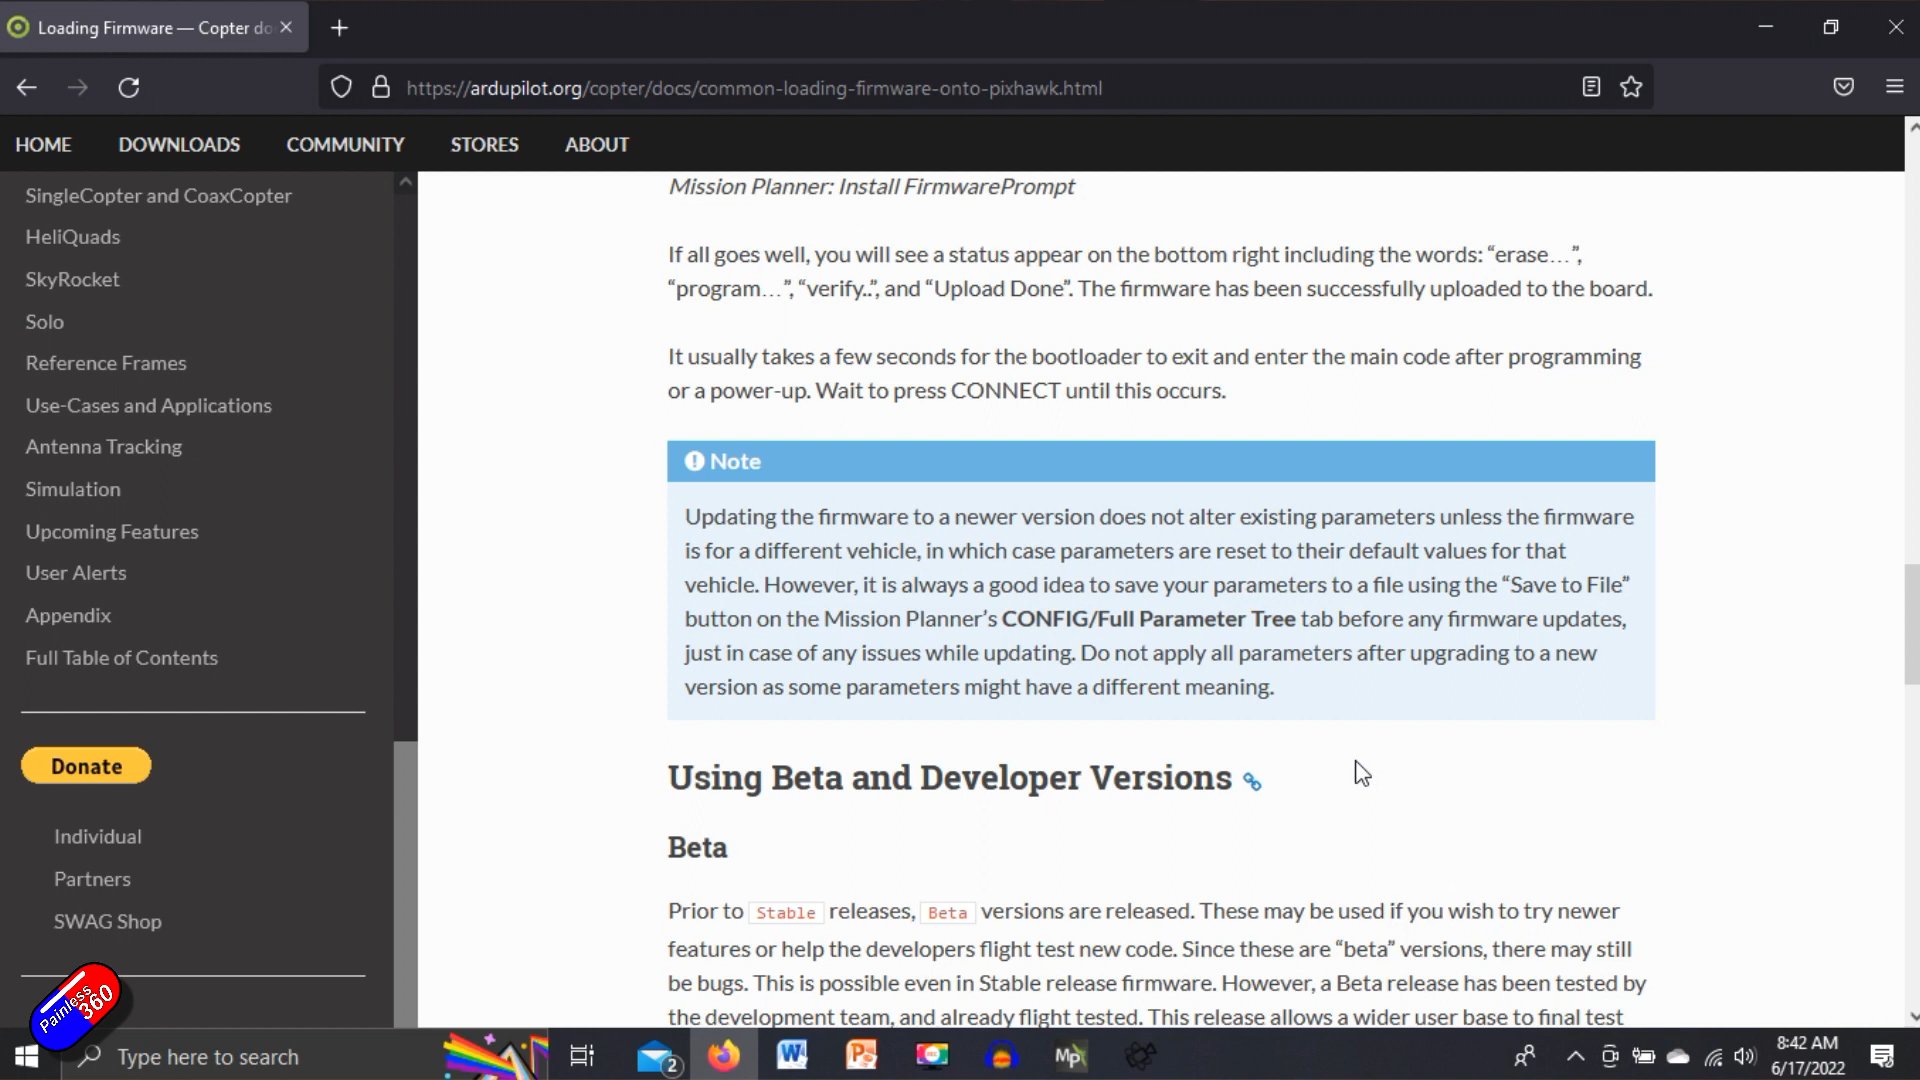 Loading Firmware — Copter do
https://ardupilot.org/copter/docs/common-loading-firmware-onto-pixhawk.html
HOME DOWNLOADS COMMUNITY STORES ABOUT
SingleCopter and CoaxCopter
HeliQuads
SkyRocket
Solo
Reference Frames
Use-Cases and Applications
Antenna Tracking
Simulation
Upcoming Features
User Alerts
Appendix
Full Table of Contents
Donate
Individual
Partners
SWAG Shop
Mission Planner: Install FirmwarePrompt
If all goes well, you will see a status appear on the bottom right including the words: “erase…”,
“program…”, “verify..”, and “Upload Done”. The firmware has been successfully uploaded to the board.
It usually takes a few seconds for the bootloader to exit and enter the main code after programming
or a power-up. Wait to press CONNECT until this occurs.
Note
Updating the firmware to a newer version does not alter existing parameters unless the firmware
is for a different vehicle, in which case parameters are reset to their default values for that
vehicle. However, it is always a good idea to save your parameters to a file using the “Save to File”
button on the Mission Planner’s CONFIG/Full Parameter Tree tab before any firmware updates,
just in case of any issues while updating. Do not apply all parameters after upgrading to a new
version as some parameters might have a different meaning.
Using Beta and Developer Versions
Beta
Prior to Stable releases, Beta versions are released. These may be used if you wish to try newer
features or help the developers flight test new code. Since these are “beta” versions, there may still
be bugs. This is possible even in Stable release firmware. However, a Beta release has been tested by
the development team, and already flight tested. This release allows a wider user base to final test
Painless
360
Type here to search
2
W
P
REC
Mp
8:42 AM
6/17/2022